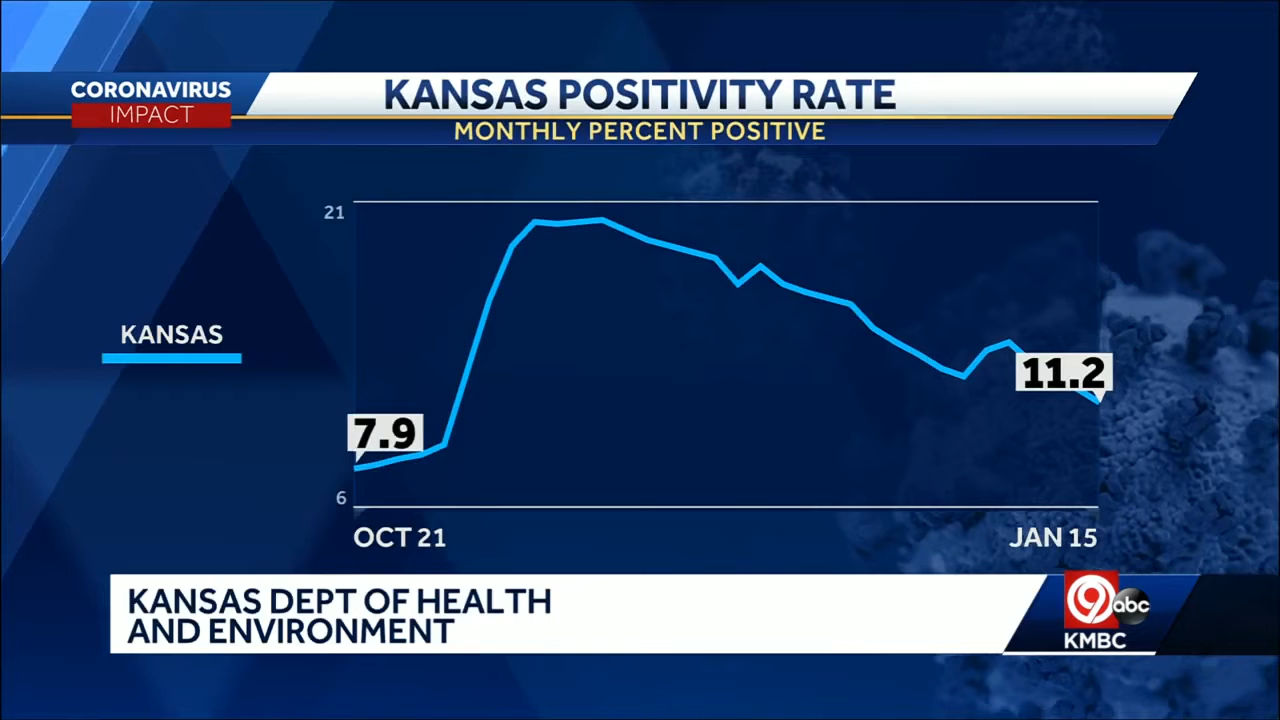 CORONAVIRUS
IMPACT
KANSAS POSITIVITY RATE
MONTHLY PERCENT POSITIVE
21
KANSAS
11.2
7.9
6
OCT 21
JAN 15
KANSAS DEPT OF HEALTH
AND ENVIRONMENT
9
abc
KMBC